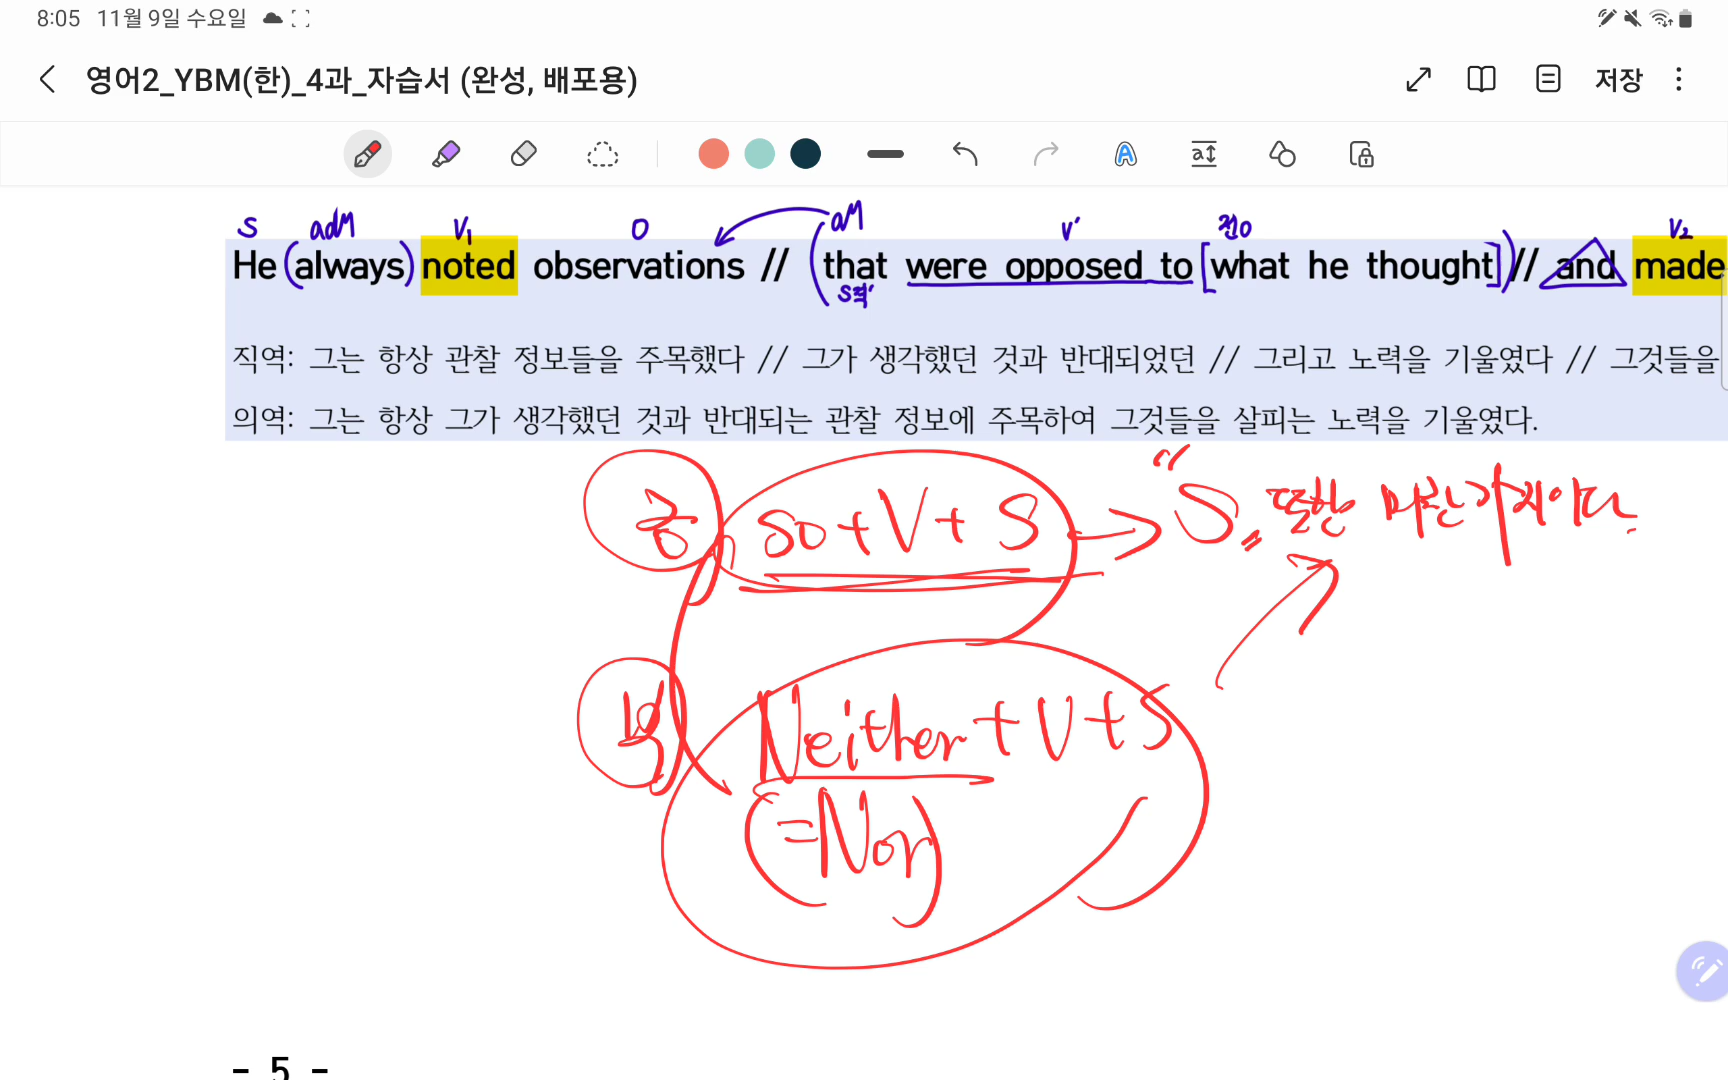 8:05 11월 9일 수요일
영어2_YBM(한)_4과_자습서 (완성, 배포용)
저장
S adM V₁ O aM V' 전O V₂
He (always) noted observations // (that were opposed to [what he thought])// and made
S격'
직역: 그는 항상 관찰 정보들을 주목했다 // 그가 생각했던 것과 반대되었던 // 그리고 노력을 기울였다 // 그것들을
의역: 그는 항상 그가 생각했던 것과 반대되는 관찰 정보에 주목하여 그것들을 살피는 노력을 기울였다.
긍) so + V + S → "S 또한 마찬가지이다.
부) Neither + V + S
(=Nor)
- 5 -